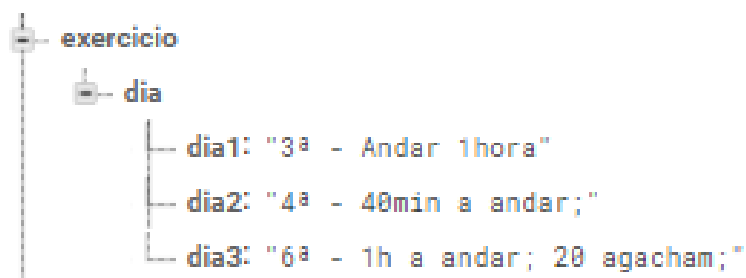 exercicio
dia
dia1: "3ª - Andar 1hora"
dia2: "4ª - 40min a andar;"
dia3: "6ª - 1h a andar; 20 agacham;"